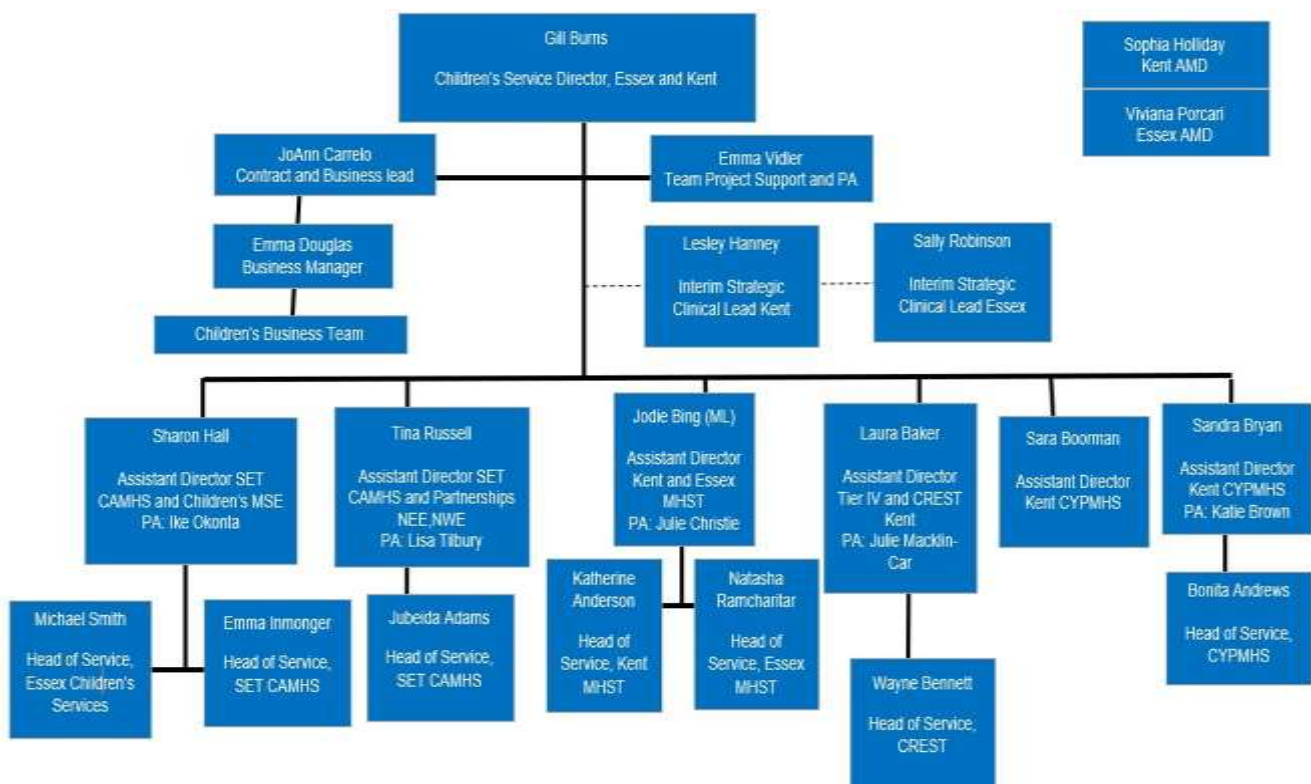 Gill Burns
Children's Service Director, Essex and Kent
Sophia Holliday
Kent AMD
Viviana Porcari
Essex AMD
JoAnn Carrelo
Contract and Business lead
Emma Vidler
Team Project Support and PA
Emma Douglas
Business Manager
Children's Business Team
Lesley Hanney
Interim Strategic
Clinical Lead Kent
Sally Robinson
Interim Strategic
Clinical Lead Essex
Sharon Hall
Assistant Director SET
CAMHS and Children's MSE
PA: Ike Okonta
Tina Russell
Assistant Director SET
CAMHS and Partnerships
NEE,NWE
PA: Lisa Tilbury
Jodie Bing (ML)
Assistant Director
Kent and Essex
MHST
PA: Julie Christie
Laura Baker
Assistant Director
Tier IV and CREST
Kent
PA: Julie Macklin-
Car
Sara Boorman
Assistant Director
Kent CYPMHS
Sandra Bryan
Assistant Director
Kent CYPMHS
PA: Katie Brown
Michael Smith
Head of Service,
Essex Children's
Services
Emma Inmonger
Head of Service,
SET CAMHS
Jubeida Adams
Head of Service,
SET CAMHS
Katherine
Anderson
Head of
Service, Kent
MHST
Natasha
Ramcharitar
Head of
Service, Essex
MHST
Wayne Bennett
Head of Service,
CREST
Bonita Andrews
Head of Service,
CYPMHS